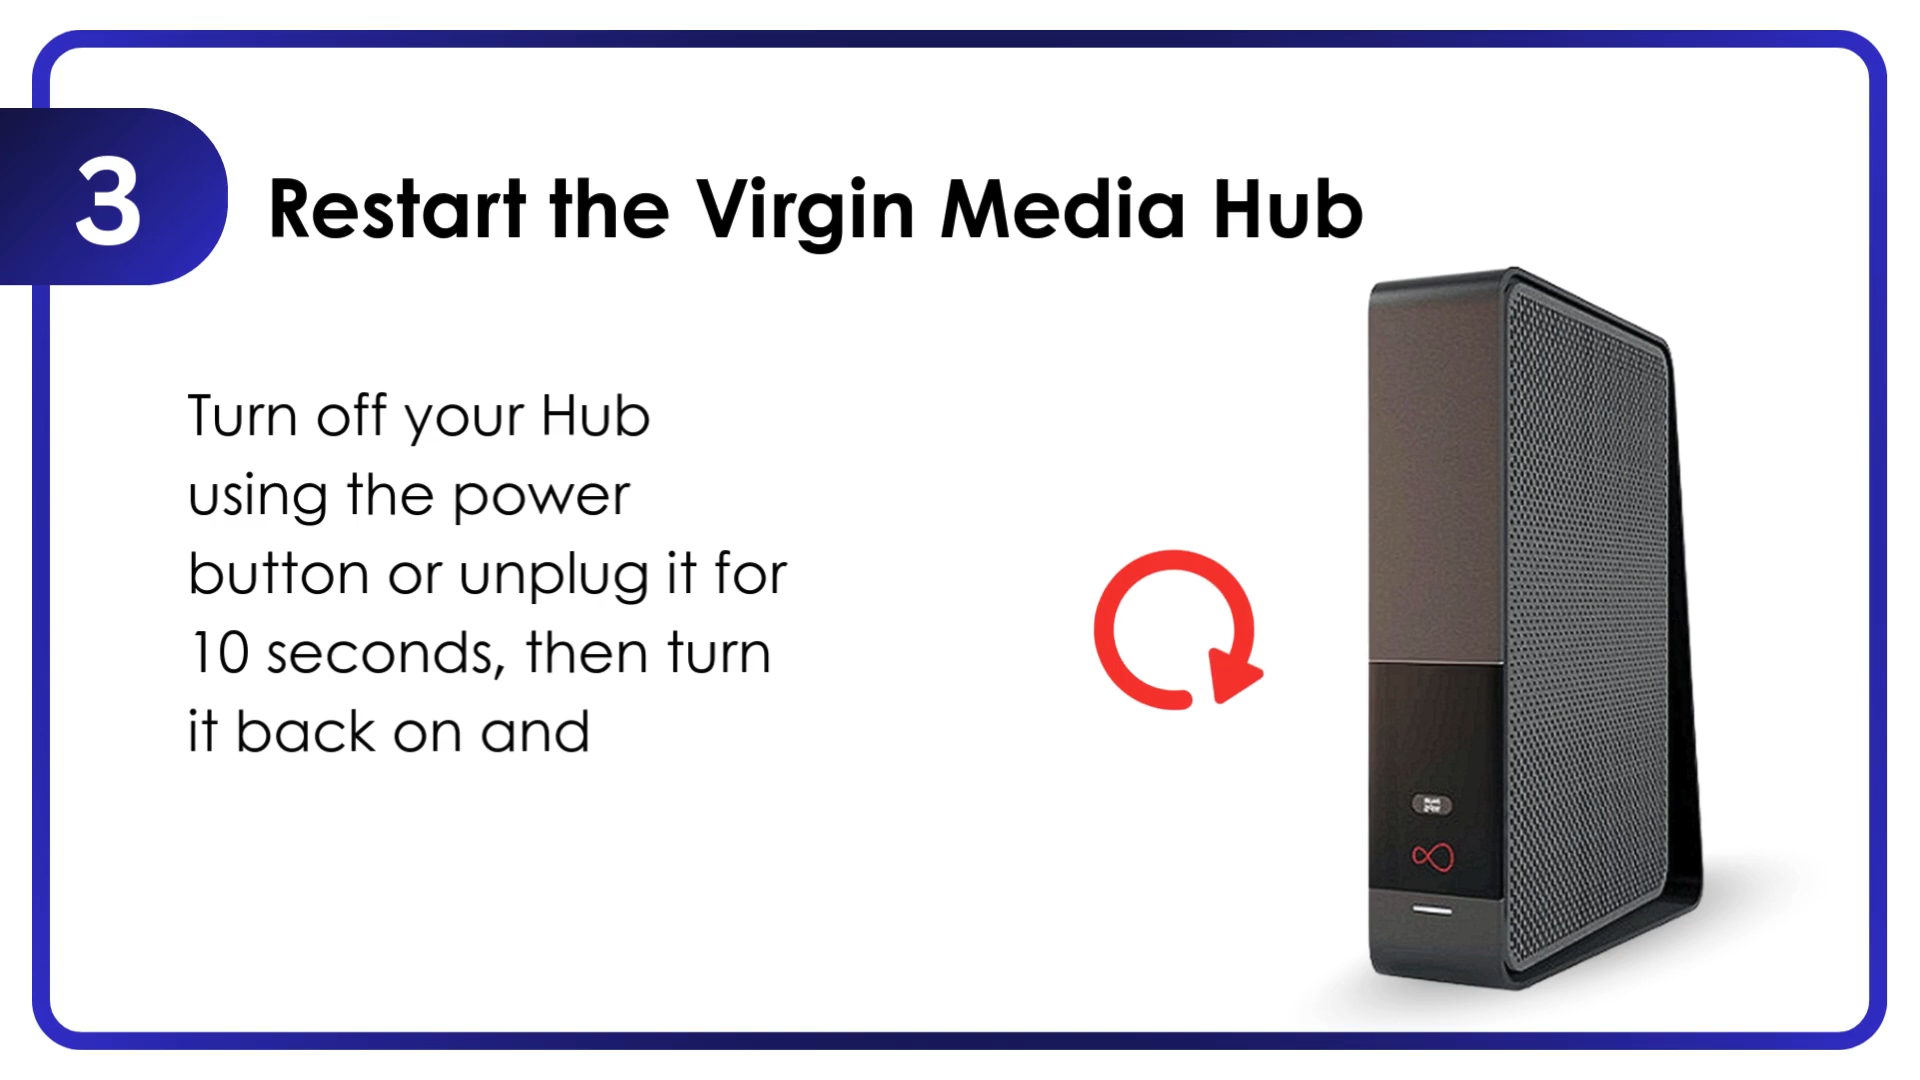 3
Restart the Virgin Media Hub
Turn off your Hub
using the power
button or unplug it for
10 seconds, then turn
it back on and